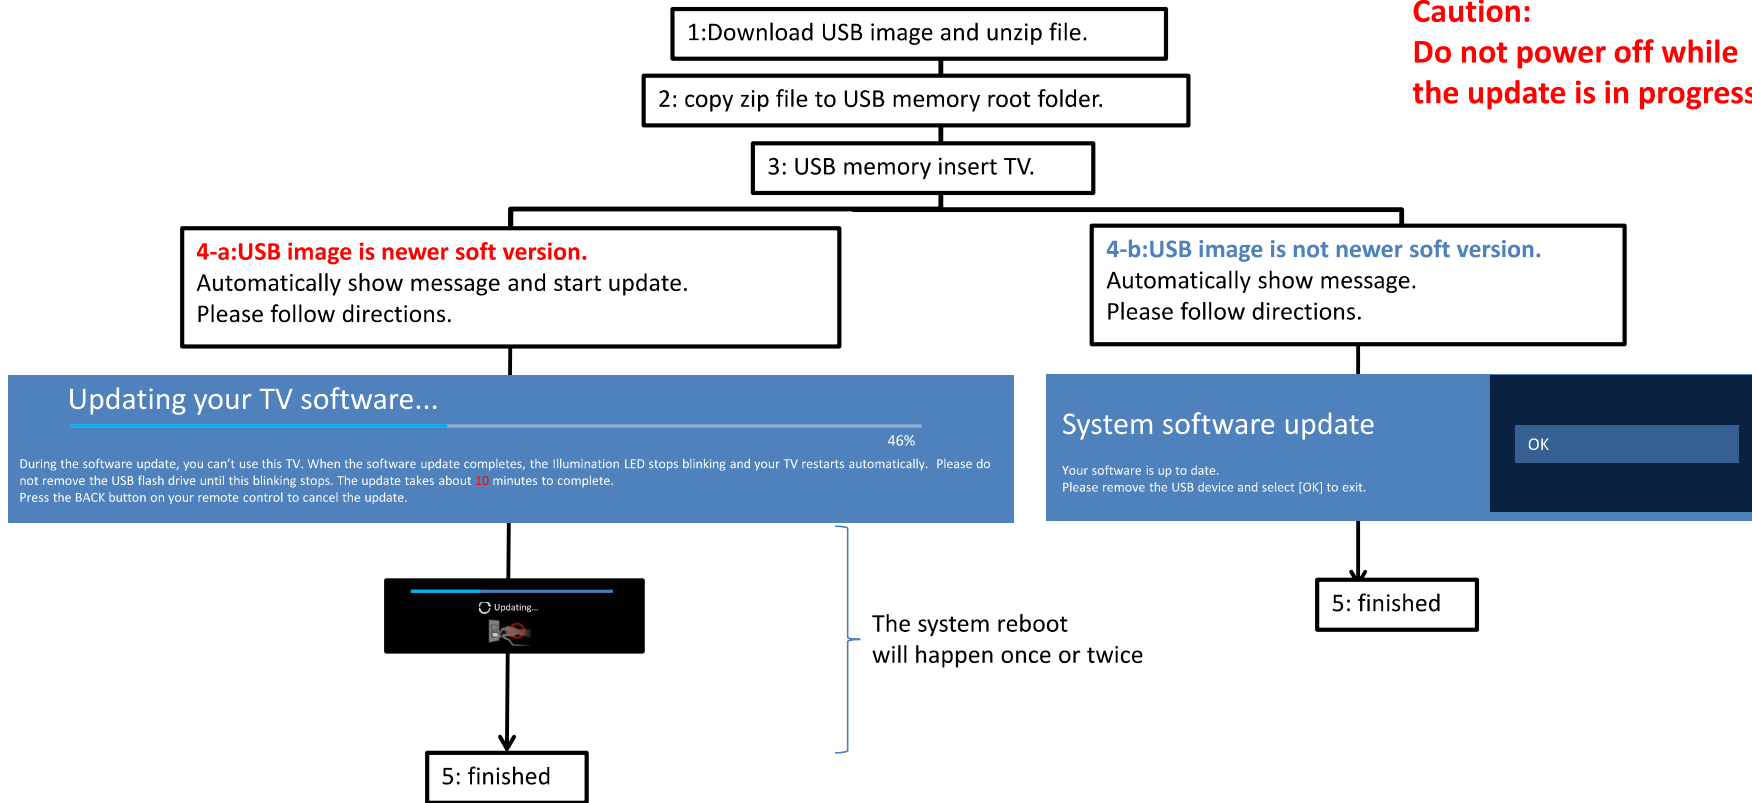 Caution:
Do not power off while
the update is in progress
1:Download USB image and unzip file.
2: copy zip file to USB memory root folder.
3: USB memory insert TV.
4-a:USB image is newer soft version.
Automatically show message and start update.
Please follow directions.
4-b:USB image is not newer soft version.
Automatically show message.
Please follow directions.
Updating your TV software...
46%
During the software update, you can't use this TV. When the software update completes, the Illumination LED stops blinking and your TV restarts automatically. Please do
not remove the USB flash drive until this blinking stops. The update takes about 10 minutes to complete.
Press the BACK button on your remote control to cancel the update.
System software update
Your software is up to date.
Please remove the USB device and select [OK] to exit.
OK
Updating...
The system reboot
will happen once or twice
5: finished
5: finished